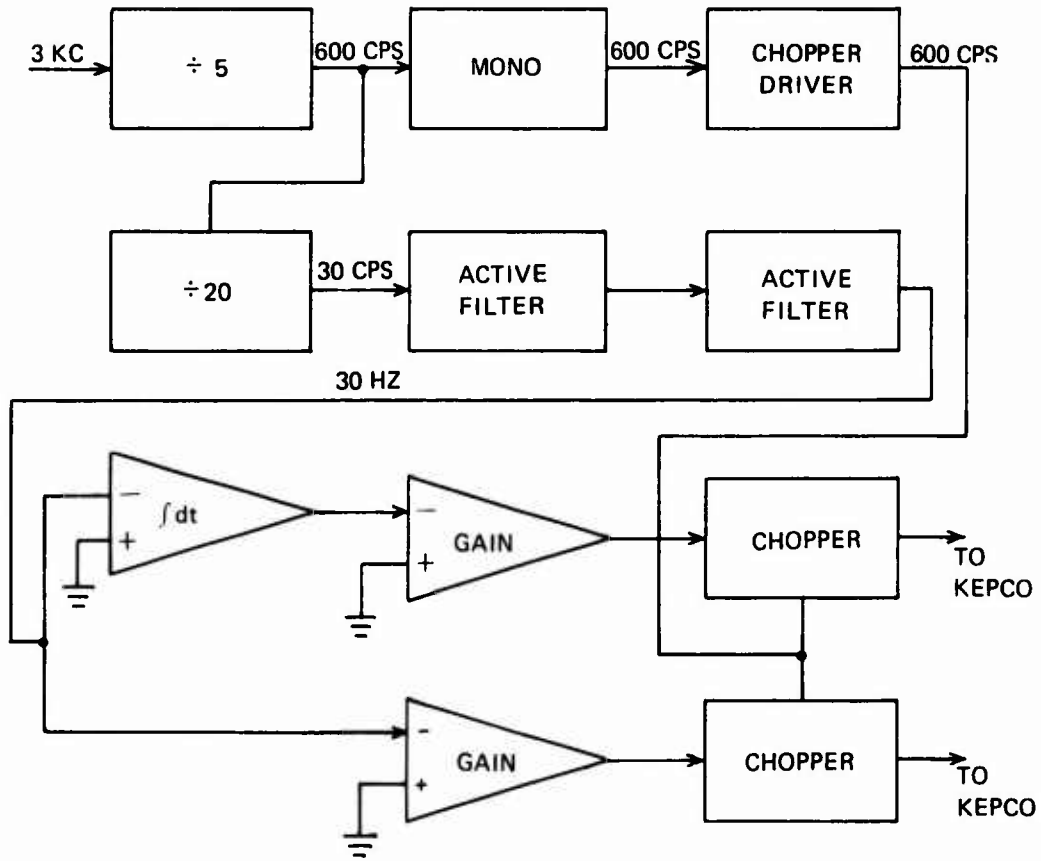 3 KC
÷ 5
600 CPS
MONO
600 CPS
CHOPPER
DRIVER
600 CPS
÷20
30 CPS
ACTIVE
FILTER
ACTIVE
FILTER
30 HZ
−
∫dt
+
−
GAIN
+
CHOPPER
TO
KEPCO
-
GAIN
+
CHOPPER
TO
KEPCO